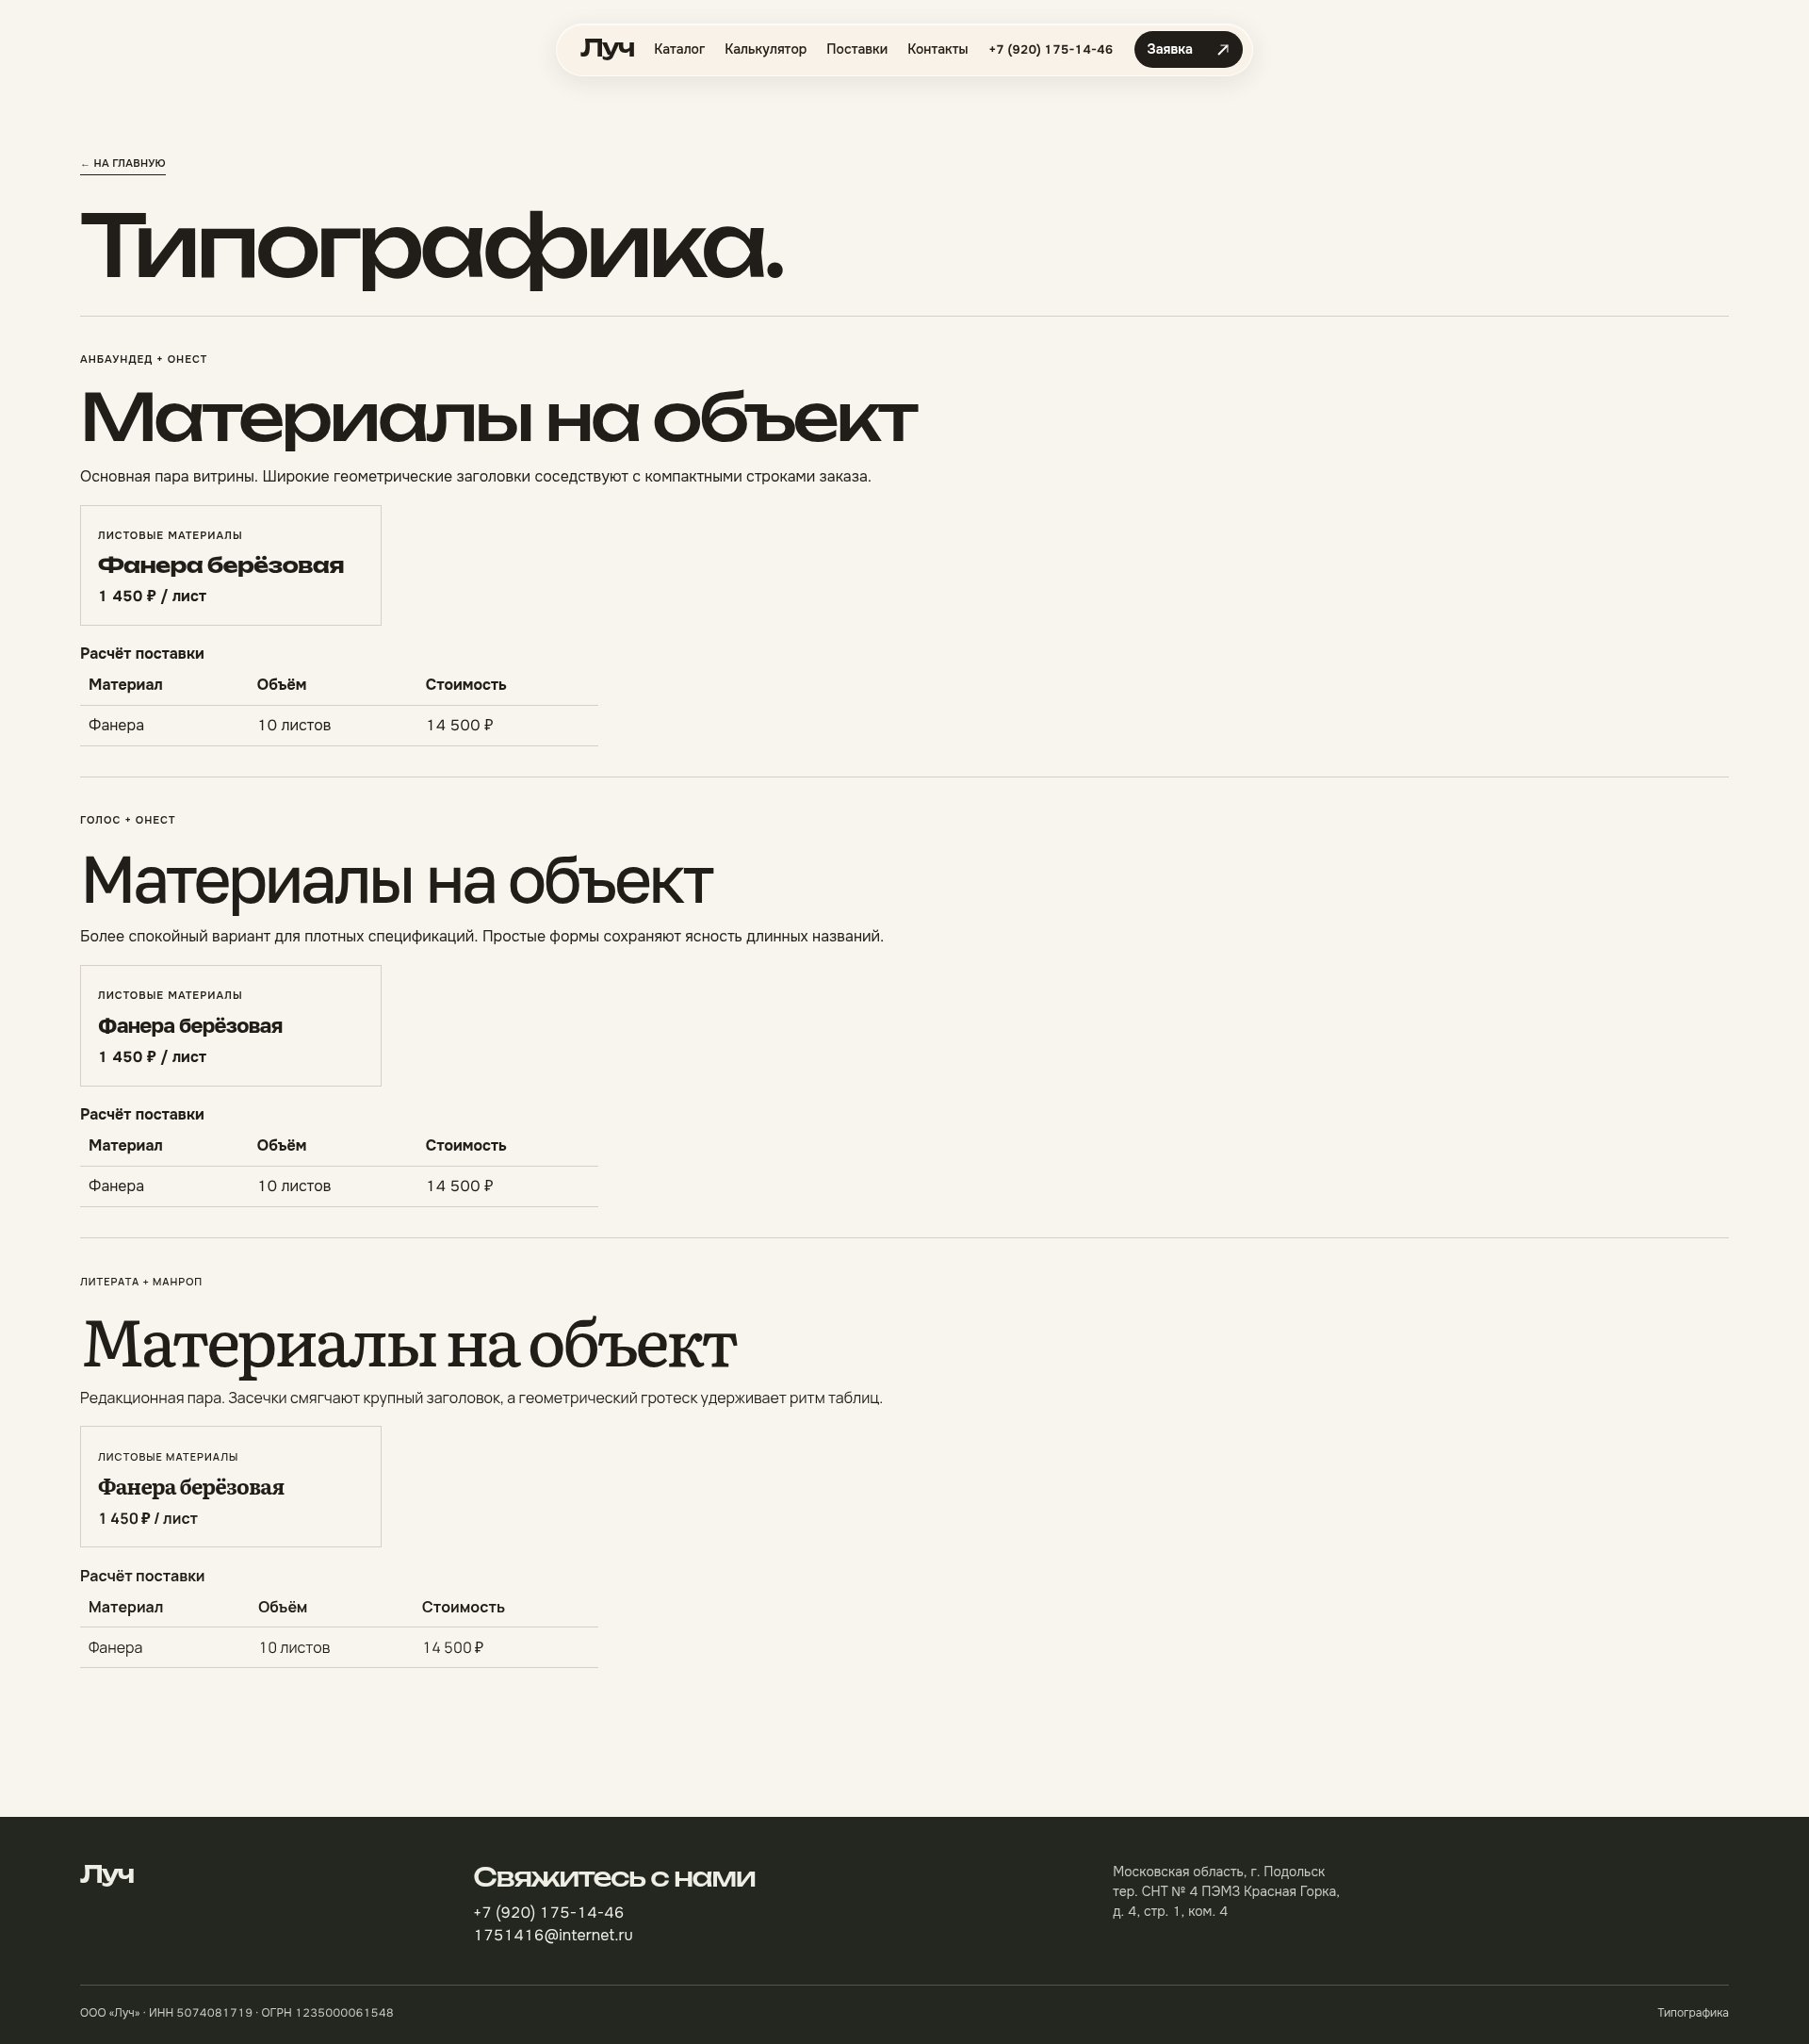 Луч Каталог Калькулятор Поставки Контакты +7 (920) 175-14-46 Заявка ↗
← НА ГЛАВНУЮ
Типографика.
АНБАУНДЕД + ОНЕСТ
Материалы на объект
Основная пара витрины. Широкие геометрические заголовки соседствуют с компактными строками заказа.
ЛИСТОВЫЕ МАТЕРИАЛЫ
Фанера берёзовая
1 450 ₽ / лист
Расчёт поставки
Материал Объём Стоимость
Фанера 10 листов 14 500 ₽
ГОЛОС + ОНЕСТ
Материалы на объект
Более спокойный вариант для плотных спецификаций. Простые формы сохраняют ясность длинных названий.
ЛИСТОВЫЕ МАТЕРИАЛЫ
Фанера берёзовая
1 450 ₽ / лист
Расчёт поставки
Материал Объём Стоимость
Фанера 10 листов 14 500 ₽
ЛИТЕРАТА + МАНРОП
Материалы на объект
Редакционная пара. Засечки смягчают крупный заголовок, а геометрический гротеск удерживает ритм таблиц.
ЛИСТОВЫЕ МАТЕРИАЛЫ
Фанера берёзовая
1 450 ₽ / лист
Расчёт поставки
Материал Объём Стоимость
Фанера 10 листов 14 500 ₽
Луч
Свяжитесь с нами
+7 (920) 175-14-46
1751416@internet.ru
Московская область, г. Подольск
тер. СНТ № 4 ПЭМЗ Красная Горка,
д. 4, стр. 1, ком. 4
ООО «Луч» · ИНН 5074081719 · ОГРН 1235000061548
Типографика